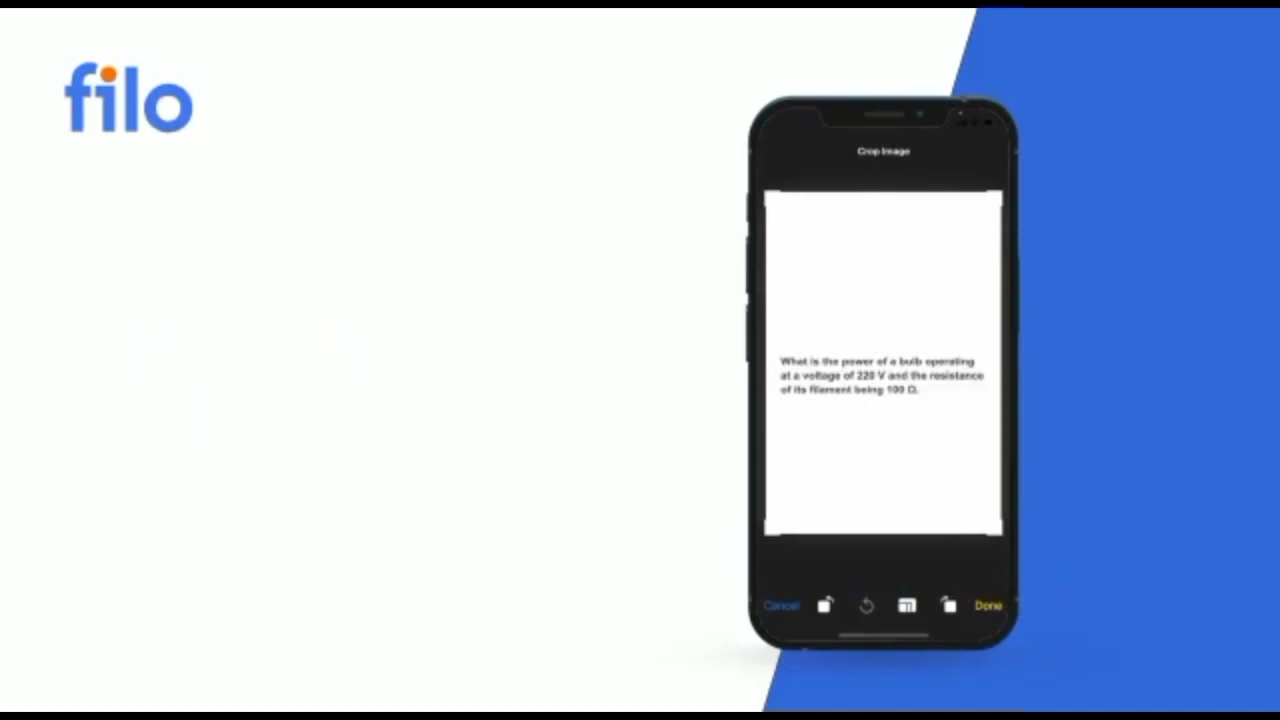 filo
Crop Image
What is the power of a bulb operating
at a voltage of 220 V and the resistance
of its filament being 100 Ω.
Cancel
Done